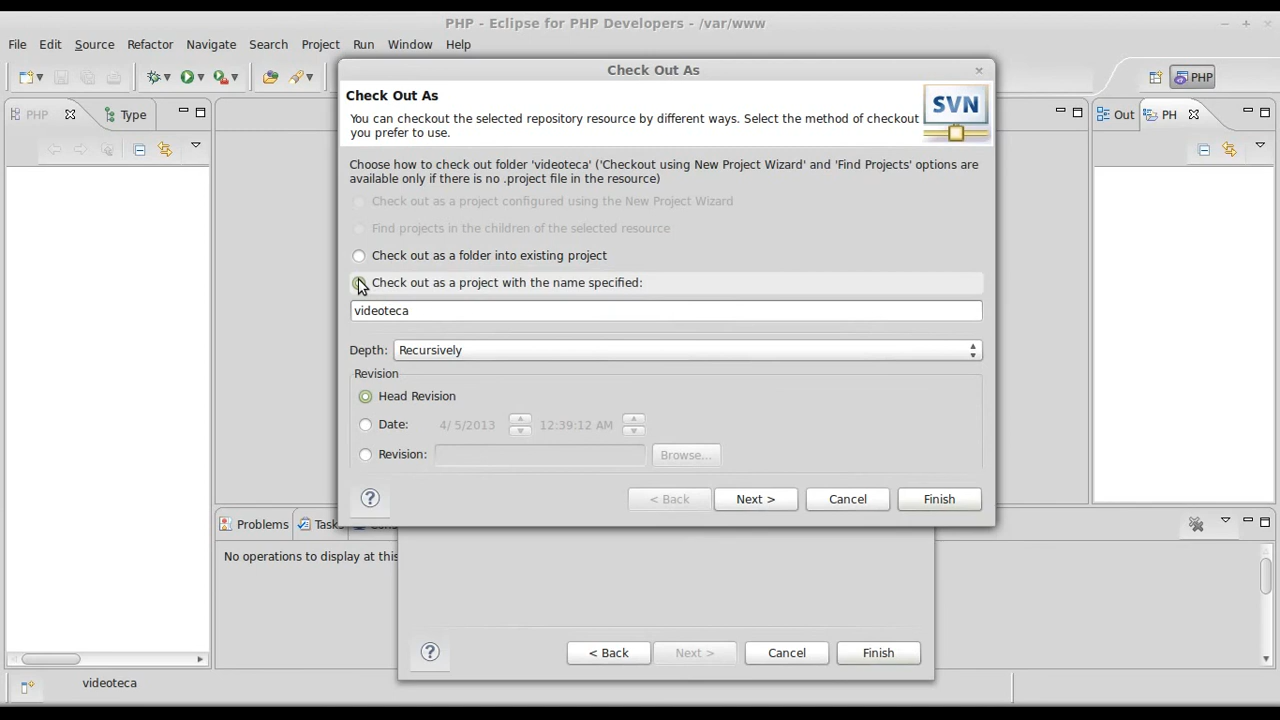 PHP - Eclipse for PHP Developers - /var/www
File Edit Source Refactor Navigate Search Project Run Window Help
PHP
PHP Type
Out PH
Check Out As
Check Out As
You can checkout the selected repository resource by different ways. Select the method of checkout
you prefer to use.
SVN
Choose how to check out folder 'videoteca' ('Checkout using New Project Wizard' and 'Find Projects' options are
available only if there is no .project file in the resource)
Check out as a project configured using the New Project Wizard
Find projects in the children of the selected resource
Check out as a folder into existing project
Check out as a project with the name specified:
videoteca
Depth: Recursively
Revision
Head Revision
Date: 4/ 5/2013 12:39:12 AM
Revision: Browse...
? < Back Next > Cancel Finish
Problems Tasks
No operations to display at this
? < Back Next > Cancel Finish
videoteca